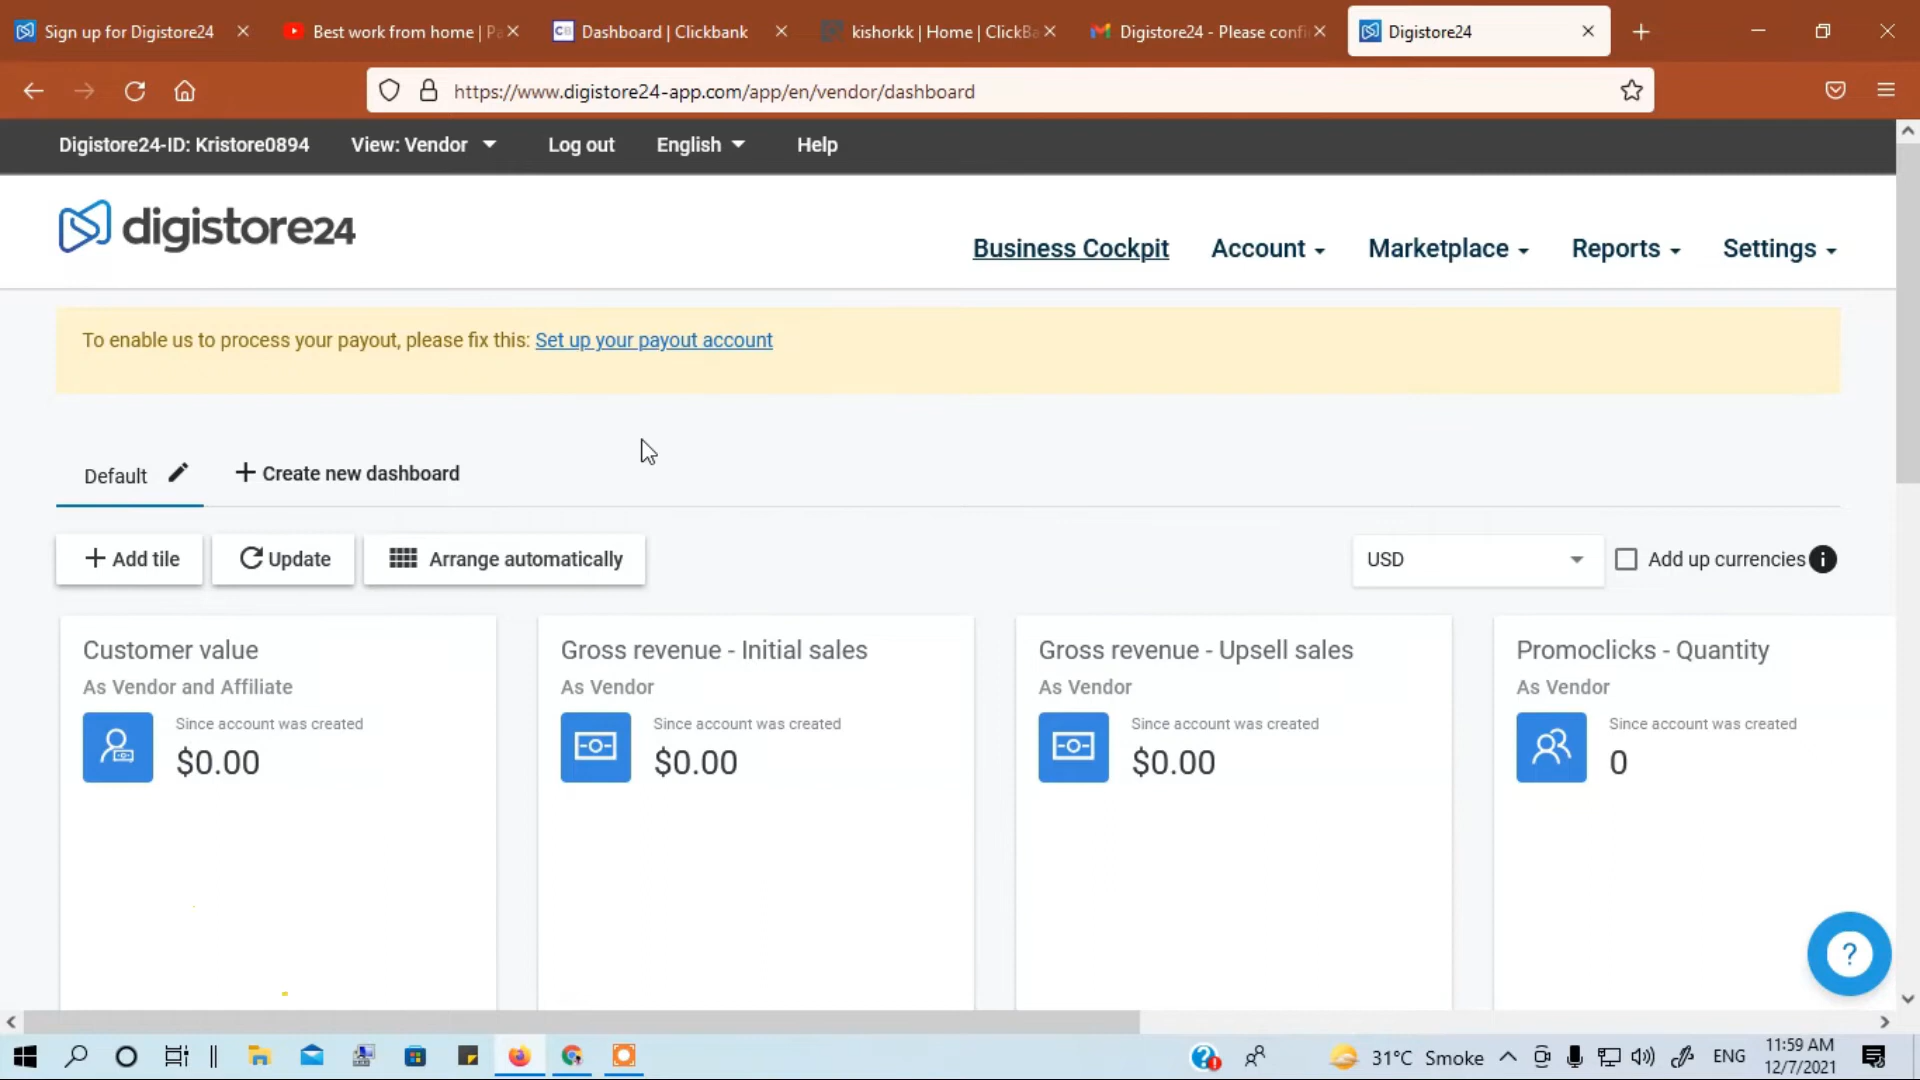 Sign up for Digistore24
Best work from home | Pa
Dashboard | Clickbank
kishorkk | Home | ClickBa
Digistore24 - Please confi
Digistore24
https://www.digistore24-app.com/app/en/vendor/dashboard
Digistore24-ID: Kristore0894
View: Vendor
Log out
English
Help
digistore24
Business Cockpit
Account
Marketplace
Reports
Settings
To enable us to process your payout, please fix this: Set up your payout account
Default
+ Create new dashboard
+ Add tile
Update
Arrange automatically
USD
Add up currencies
Customer value
As Vendor and Affiliate
Since account was created
$0.00
Gross revenue - Initial sales
As Vendor
Since account was created
$0.00
Gross revenue - Upsell sales
As Vendor
Since account was created
$0.00
Promoclicks - Quantity
As Vendor
Since account was created
0
31°C Smoke
ENG
11:59 AM
12/7/2021